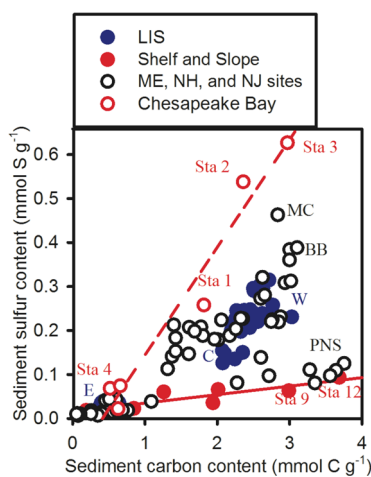 LIS
Shelf and Slope
ME, NH, and NJ sites
Chesapeake Bay
Sediment sulfur content (mmol S g⁻¹)
0.6
0.5
0.4
0.3
0.2
0.1
0.0
Sta 3
Sta 2
MC
BB
Sta 1
W
C
PNS
Sta 4
E
Sta 9
Sta 12
0 1 2 3 4
Sediment carbon content (mmol C g⁻¹)